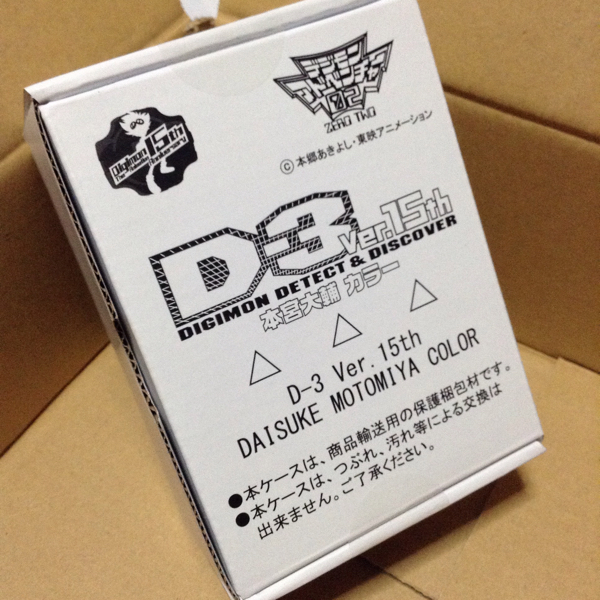 Digimon 15th
The Adventure Anniversary
デジモン
アドベンチャー
02
ZERO TWO
©本郷あきよし・東映アニメーション
D-3 Ver.15th
DIGIMON DETECT & DISCOVER
本宮大輔 カラー
△ △ △
D-3 Ver.15th
DAISUKE MOTOMIYA COLOR
●本ケースは、商品輸送用の保護梱包材です。
●本ケースは、つぶれ、汚れ等による交換は
出来ません。ご了承ください。